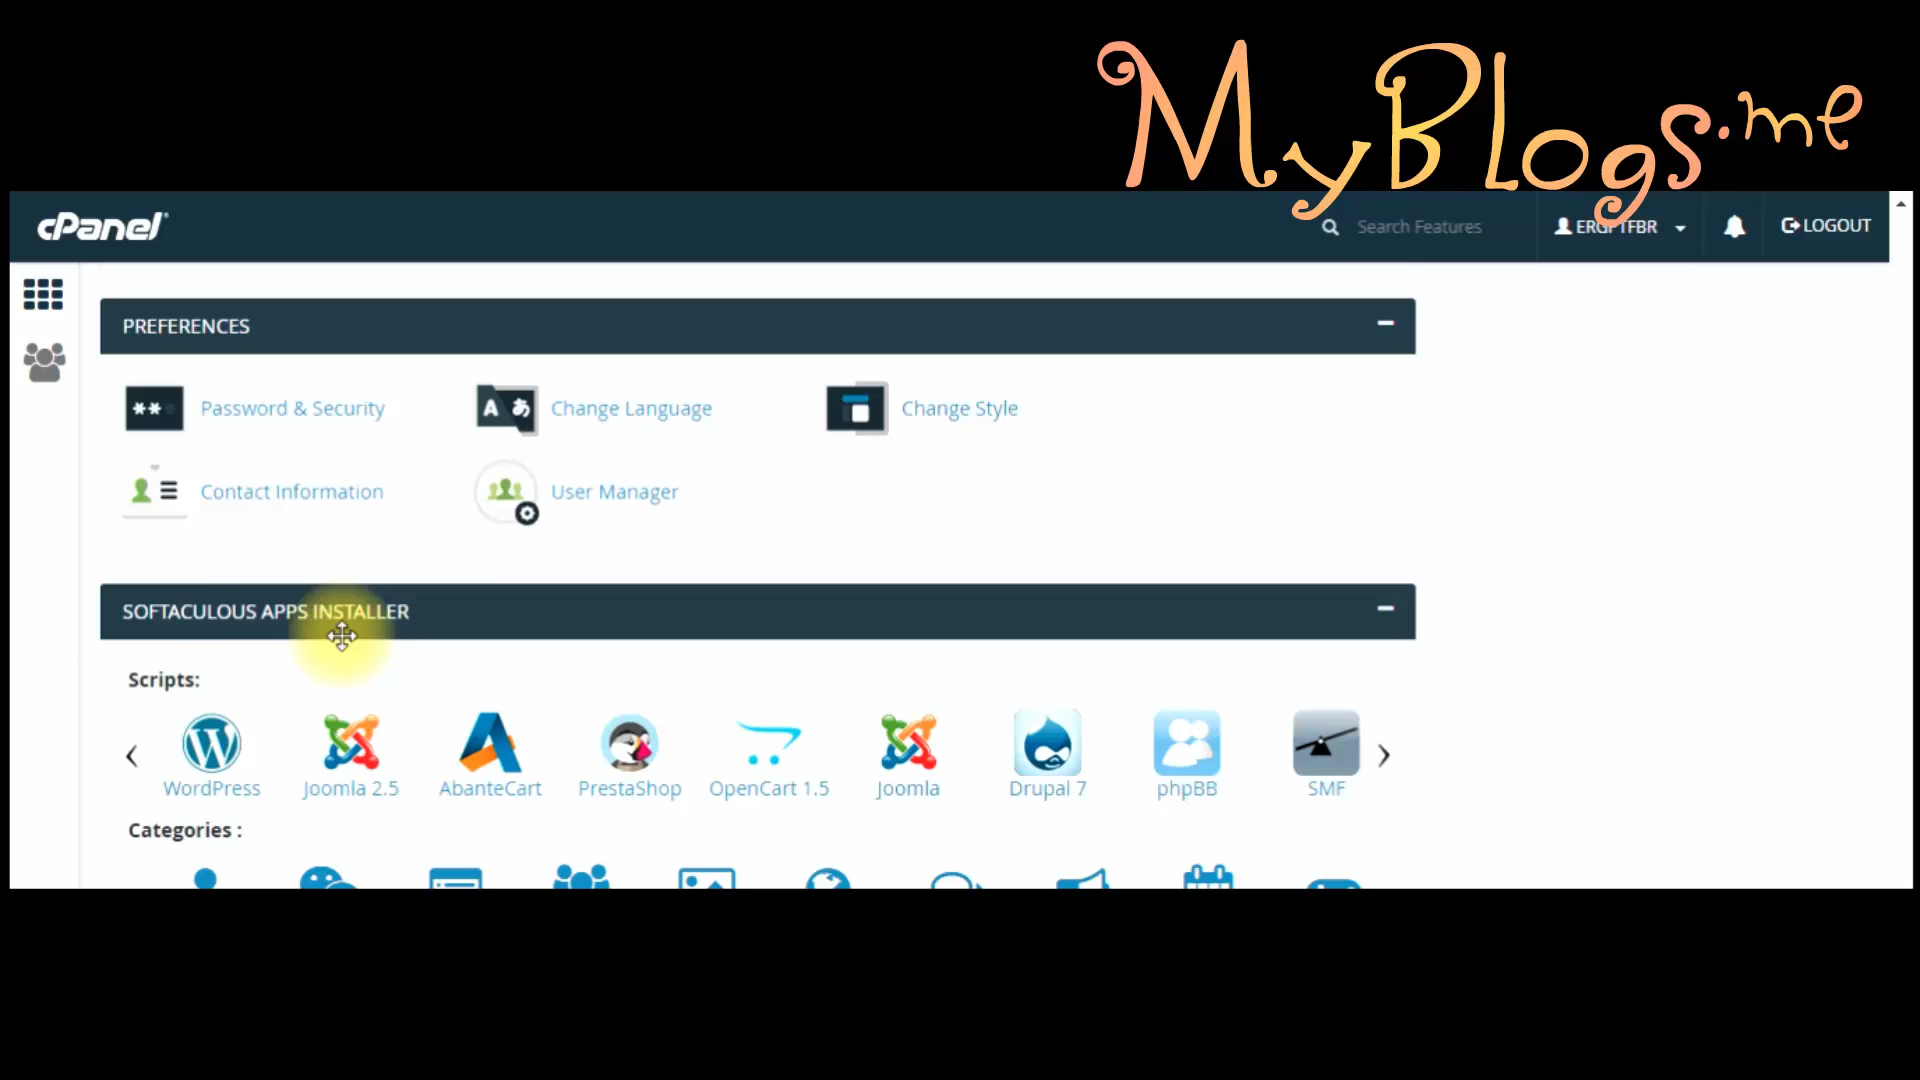 MyBlogs.me
cPanel
Search Features
LOGOUT
PREFERENCES
** Password & Security
A あ Change Language
Change Style
Contact Information
User Manager
SOFTACULOUS APPS INSTALLER
Scripts:
WordPress Joomla 2.5 AbanteCart PrestaShop OpenCart 1.5 Joomla Drupal 7 phpBB SMF
Categories :